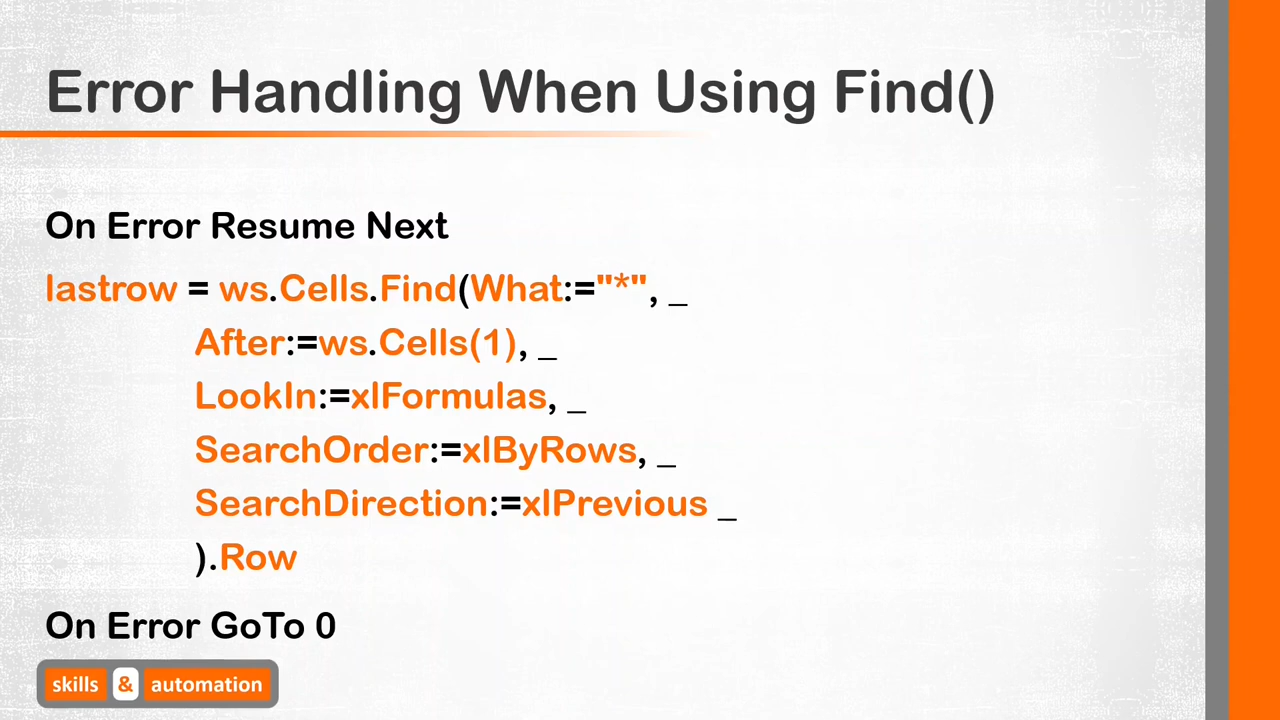 Error Handling When Using Find()
On Error Resume Next
lastrow = ws.Cells.Find(What:="*", _
After:=ws.Cells(1), _
LookIn:=xlFormulas, _
SearchOrder:=xlByRows, _
SearchDirection:=xlPrevious _
).Row
On Error GoTo 0
skills & automation